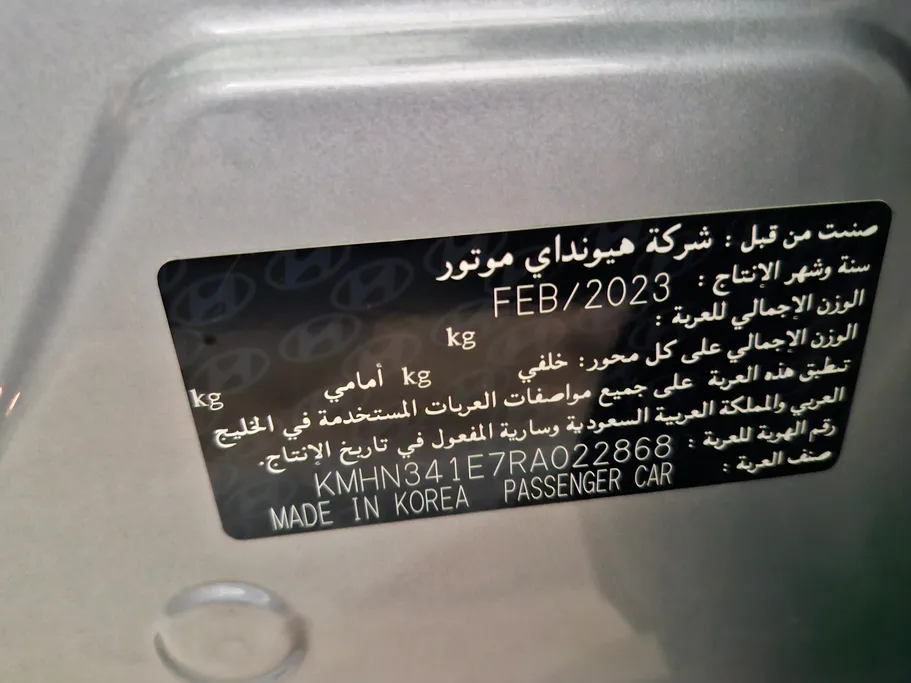 صنعت من قبل : شركة هيونداي موتور
سنة وشهر الإنتاج : FEB/2023
الوزن الإجمالي للعربة : kg
الوزن الإجمالي على كل محور: خلفي kg أمامي kg
تنطبق هذه العربة على جميع مواصفات العربات المستخدمة في الخليج
العربي والمملكة العربية السعودية وسارية المفعول في تاريخ الإنتاج.
رقم الهوية للعربة : KMHN341E7RA022868
صنف العربة : PASSENGER CAR MADE IN KOREA